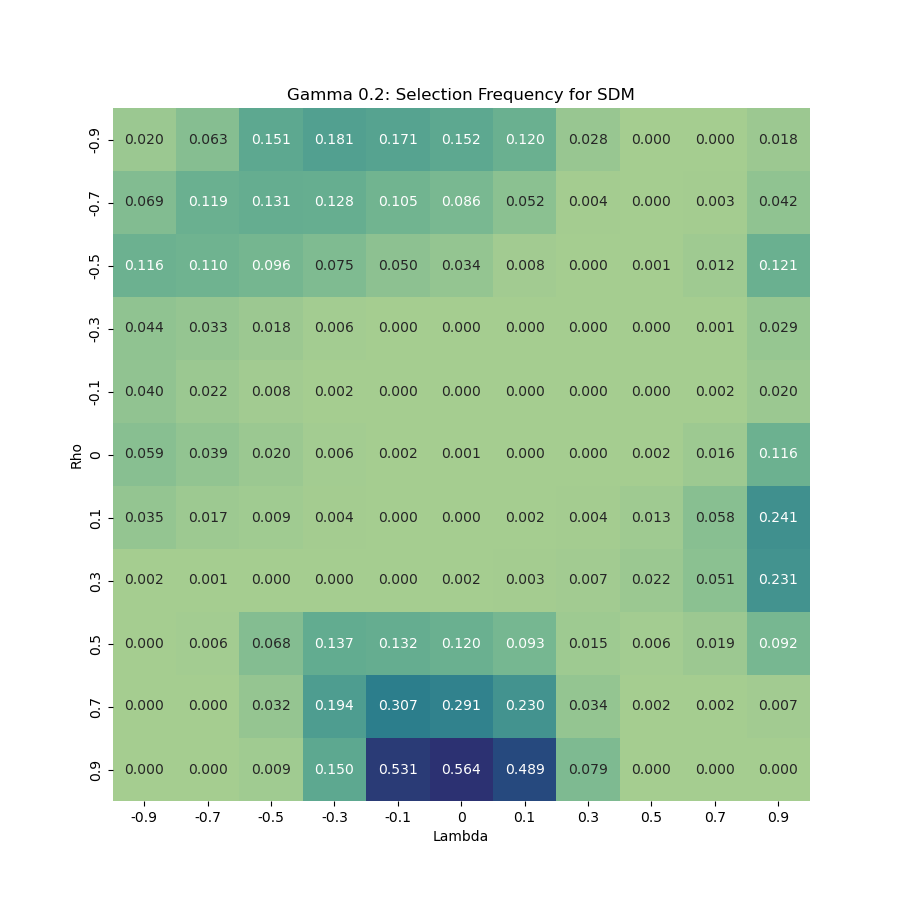 Gamma 0.2: Selection Frequency for SDM
-0.9 0.020 0.063 0.151 0.181 0.171 0.152 0.120 0.028 0.000 0.000 0.018
-0.7 0.069 0.119 0.131 0.128 0.105 0.086 0.052 0.004 0.000 0.003 0.042
-0.5 0.116 0.110 0.096 0.075 0.050 0.034 0.008 0.000 0.001 0.012 0.121
-0.3 0.044 0.033 0.018 0.006 0.000 0.000 0.000 0.000 0.000 0.001 0.029
-0.1 0.040 0.022 0.008 0.002 0.000 0.000 0.000 0.000 0.000 0.002 0.020
Rho
0 0.059 0.039 0.020 0.006 0.002 0.001 0.000 0.000 0.002 0.016 0.116
0.1 0.035 0.017 0.009 0.004 0.000 0.000 0.002 0.004 0.013 0.058 0.241
0.3 0.002 0.001 0.000 0.000 0.000 0.002 0.003 0.007 0.022 0.051 0.231
0.5 0.000 0.006 0.068 0.137 0.132 0.120 0.093 0.015 0.006 0.019 0.092
0.7 0.000 0.000 0.032 0.194 0.307 0.291 0.230 0.034 0.002 0.002 0.007
0.9 0.000 0.000 0.009 0.150 0.531 0.564 0.489 0.079 0.000 0.000 0.000
-0.9 -0.7 -0.5 -0.3 -0.1 0 0.1 0.3 0.5 0.7 0.9
Lambda